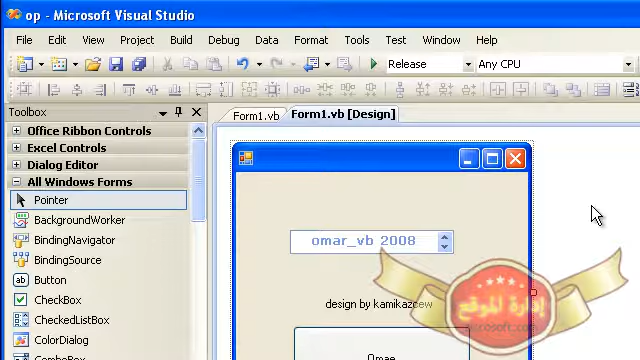 op - Microsoft Visual Studio
File Edit View Project Build Debug Data Format Tools Test Window Help
Release Any CPU
Toolbox
Form1.vb Form1.vb [Design]
Office Ribbon Controls
Excel Controls
Dialog Editor
All Windows Forms
Pointer
BackgroundWorker
BindingNavigator
BindingSource
Button
CheckBox
CheckedListBox
ColorDialog
ComboBox
omar_vb 2008
design by kamikazcew
إدارة الموقع
Omae